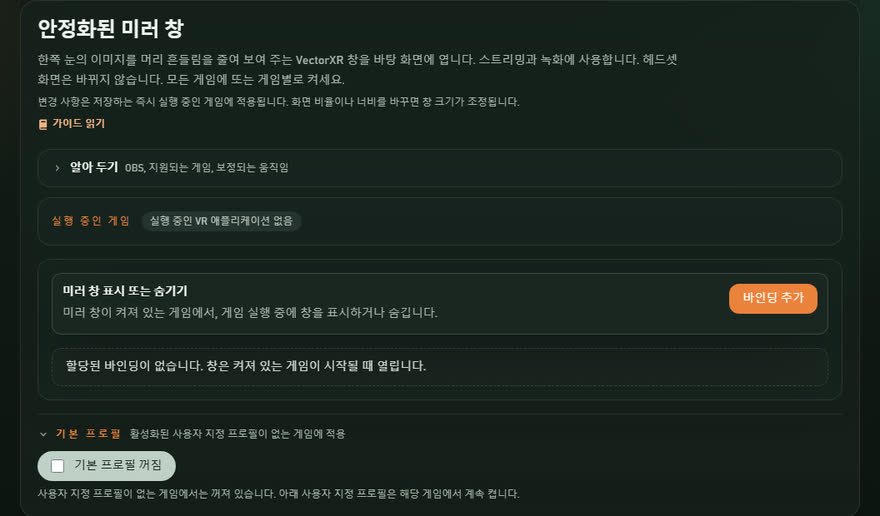 안정화된 미러 창
한쪽 눈의 이미지를 머리 흔들림을 줄여 보여 주는 VectorXR 창을 바탕 화면에 엽니다. 스트리밍과 녹화에 사용합니다. 헤드셋
화면은 바뀌지 않습니다. 모든 게임에 또는 게임별로 켜세요.
변경 사항은 저장하는 즉시 실행 중인 게임에 적용됩니다. 화면 비율이나 너비를 바꾸면 창 크기가 조정됩니다.
가이드 읽기
알아 두기 OBS, 지원되는 게임, 보정되는 움직임
실행 중인 게임 실행 중인 VR 애플리케이션 없음
미러 창 표시 또는 숨기기
미러 창이 켜져 있는 게임에서, 게임 실행 중에 창을 표시하거나 숨깁니다.
바인딩 추가
할당된 바인딩이 없습니다. 창은 켜져 있는 게임이 시작될 때 열립니다.
기본 프로필 활성화된 사용자 지정 프로필이 없는 게임에 적용
기본 프로필 꺼짐
사용자 지정 프로필이 없는 게임에서는 꺼져 있습니다. 아래 사용자 지정 프로필은 해당 게임에서 계속 켭니다.